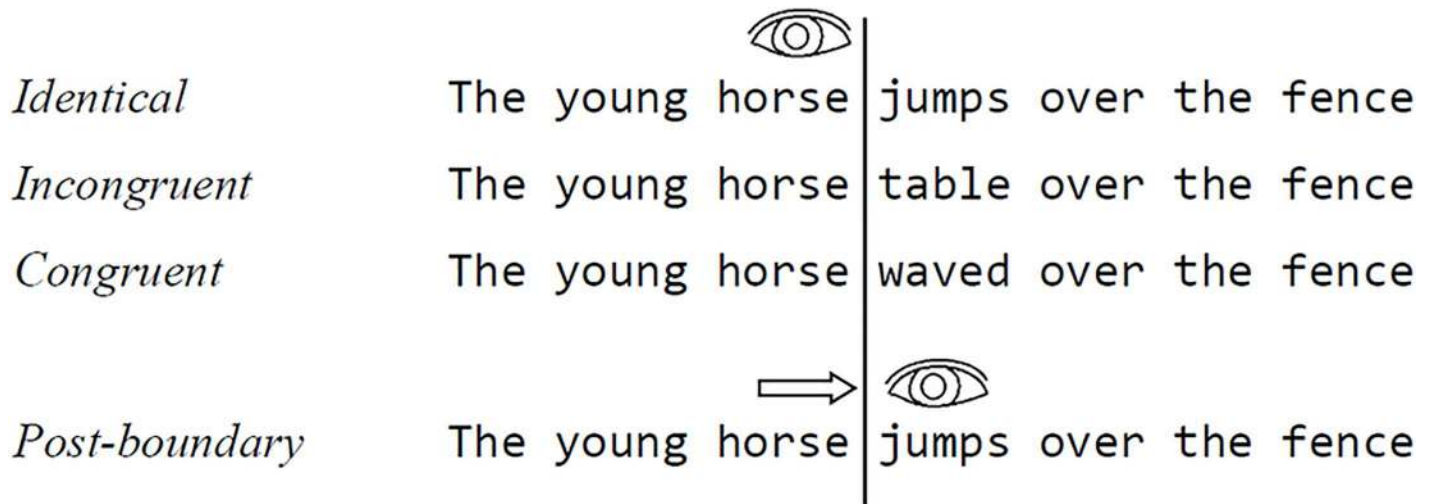 Identical The young horse jumps over the fence
Incongruent The young horse table over the fence
Congruent The young horse waved over the fence
Post-boundary The young horse jumps over the fence